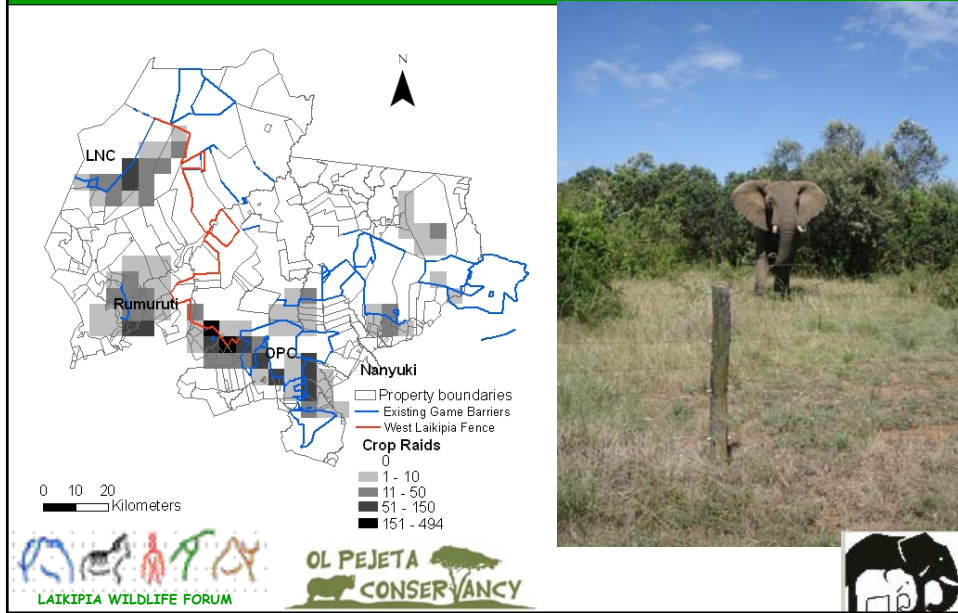 N
LNC
Rumuruti
OPC
Nanyuki
Property boundaries
Existing Game Barriers
West Laikipia Fence
Crop Raids
0
1 - 10
11 - 50
51 - 150
151 - 494
0 10 20
Kilometers
LAIKIPIA WILDLIFE FORUM
OL PEJETA
CONSERVANCY